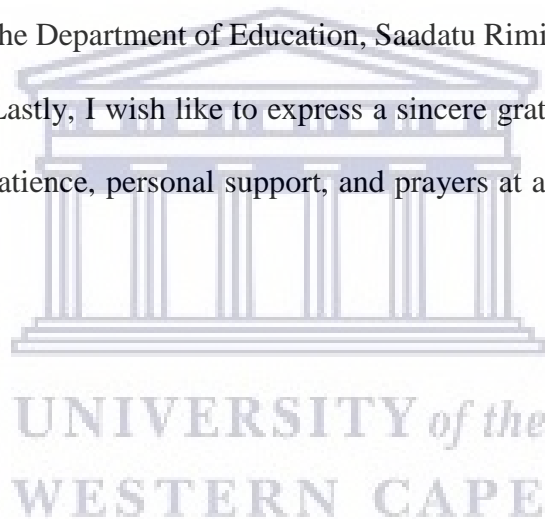 he Department of Education, Saadatu Rimi
Lastly, I wish like to express a sincere grat
atience, personal support, and prayers at a
UNIVERSITY of the
WESTERN CAPE